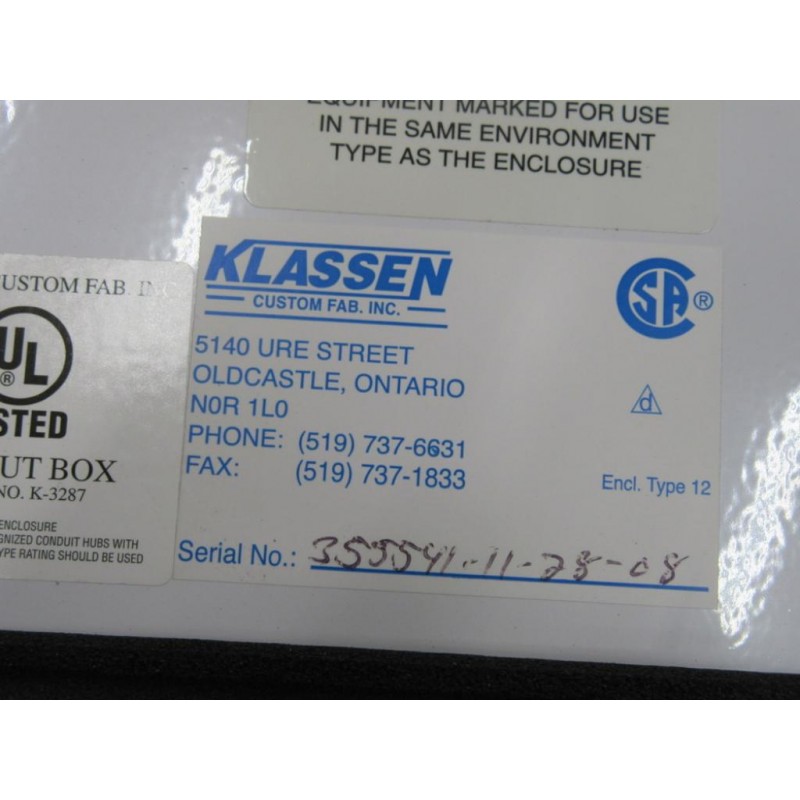 EQUIPMENT MARKED FOR USE
IN THE SAME ENVIRONMENT
TYPE AS THE ENCLOSURE
CUSTOM FAB. INC
UL
®
STED
UT BOX
NO. K-3287
ENCLOSURE
GNIZED CONDUIT HUBS WITH
YPE RATING SHOULD BE USED
KLASSEN
CUSTOM FAB. INC.
5140 URE STREET
OLDCASTLE, ONTARIO
N0R 1L0
PHONE: (519) 737-6631
FAX: (519) 737-1833
SA ®
d
Encl. Type 12
Serial No.: 355541-11-28-08